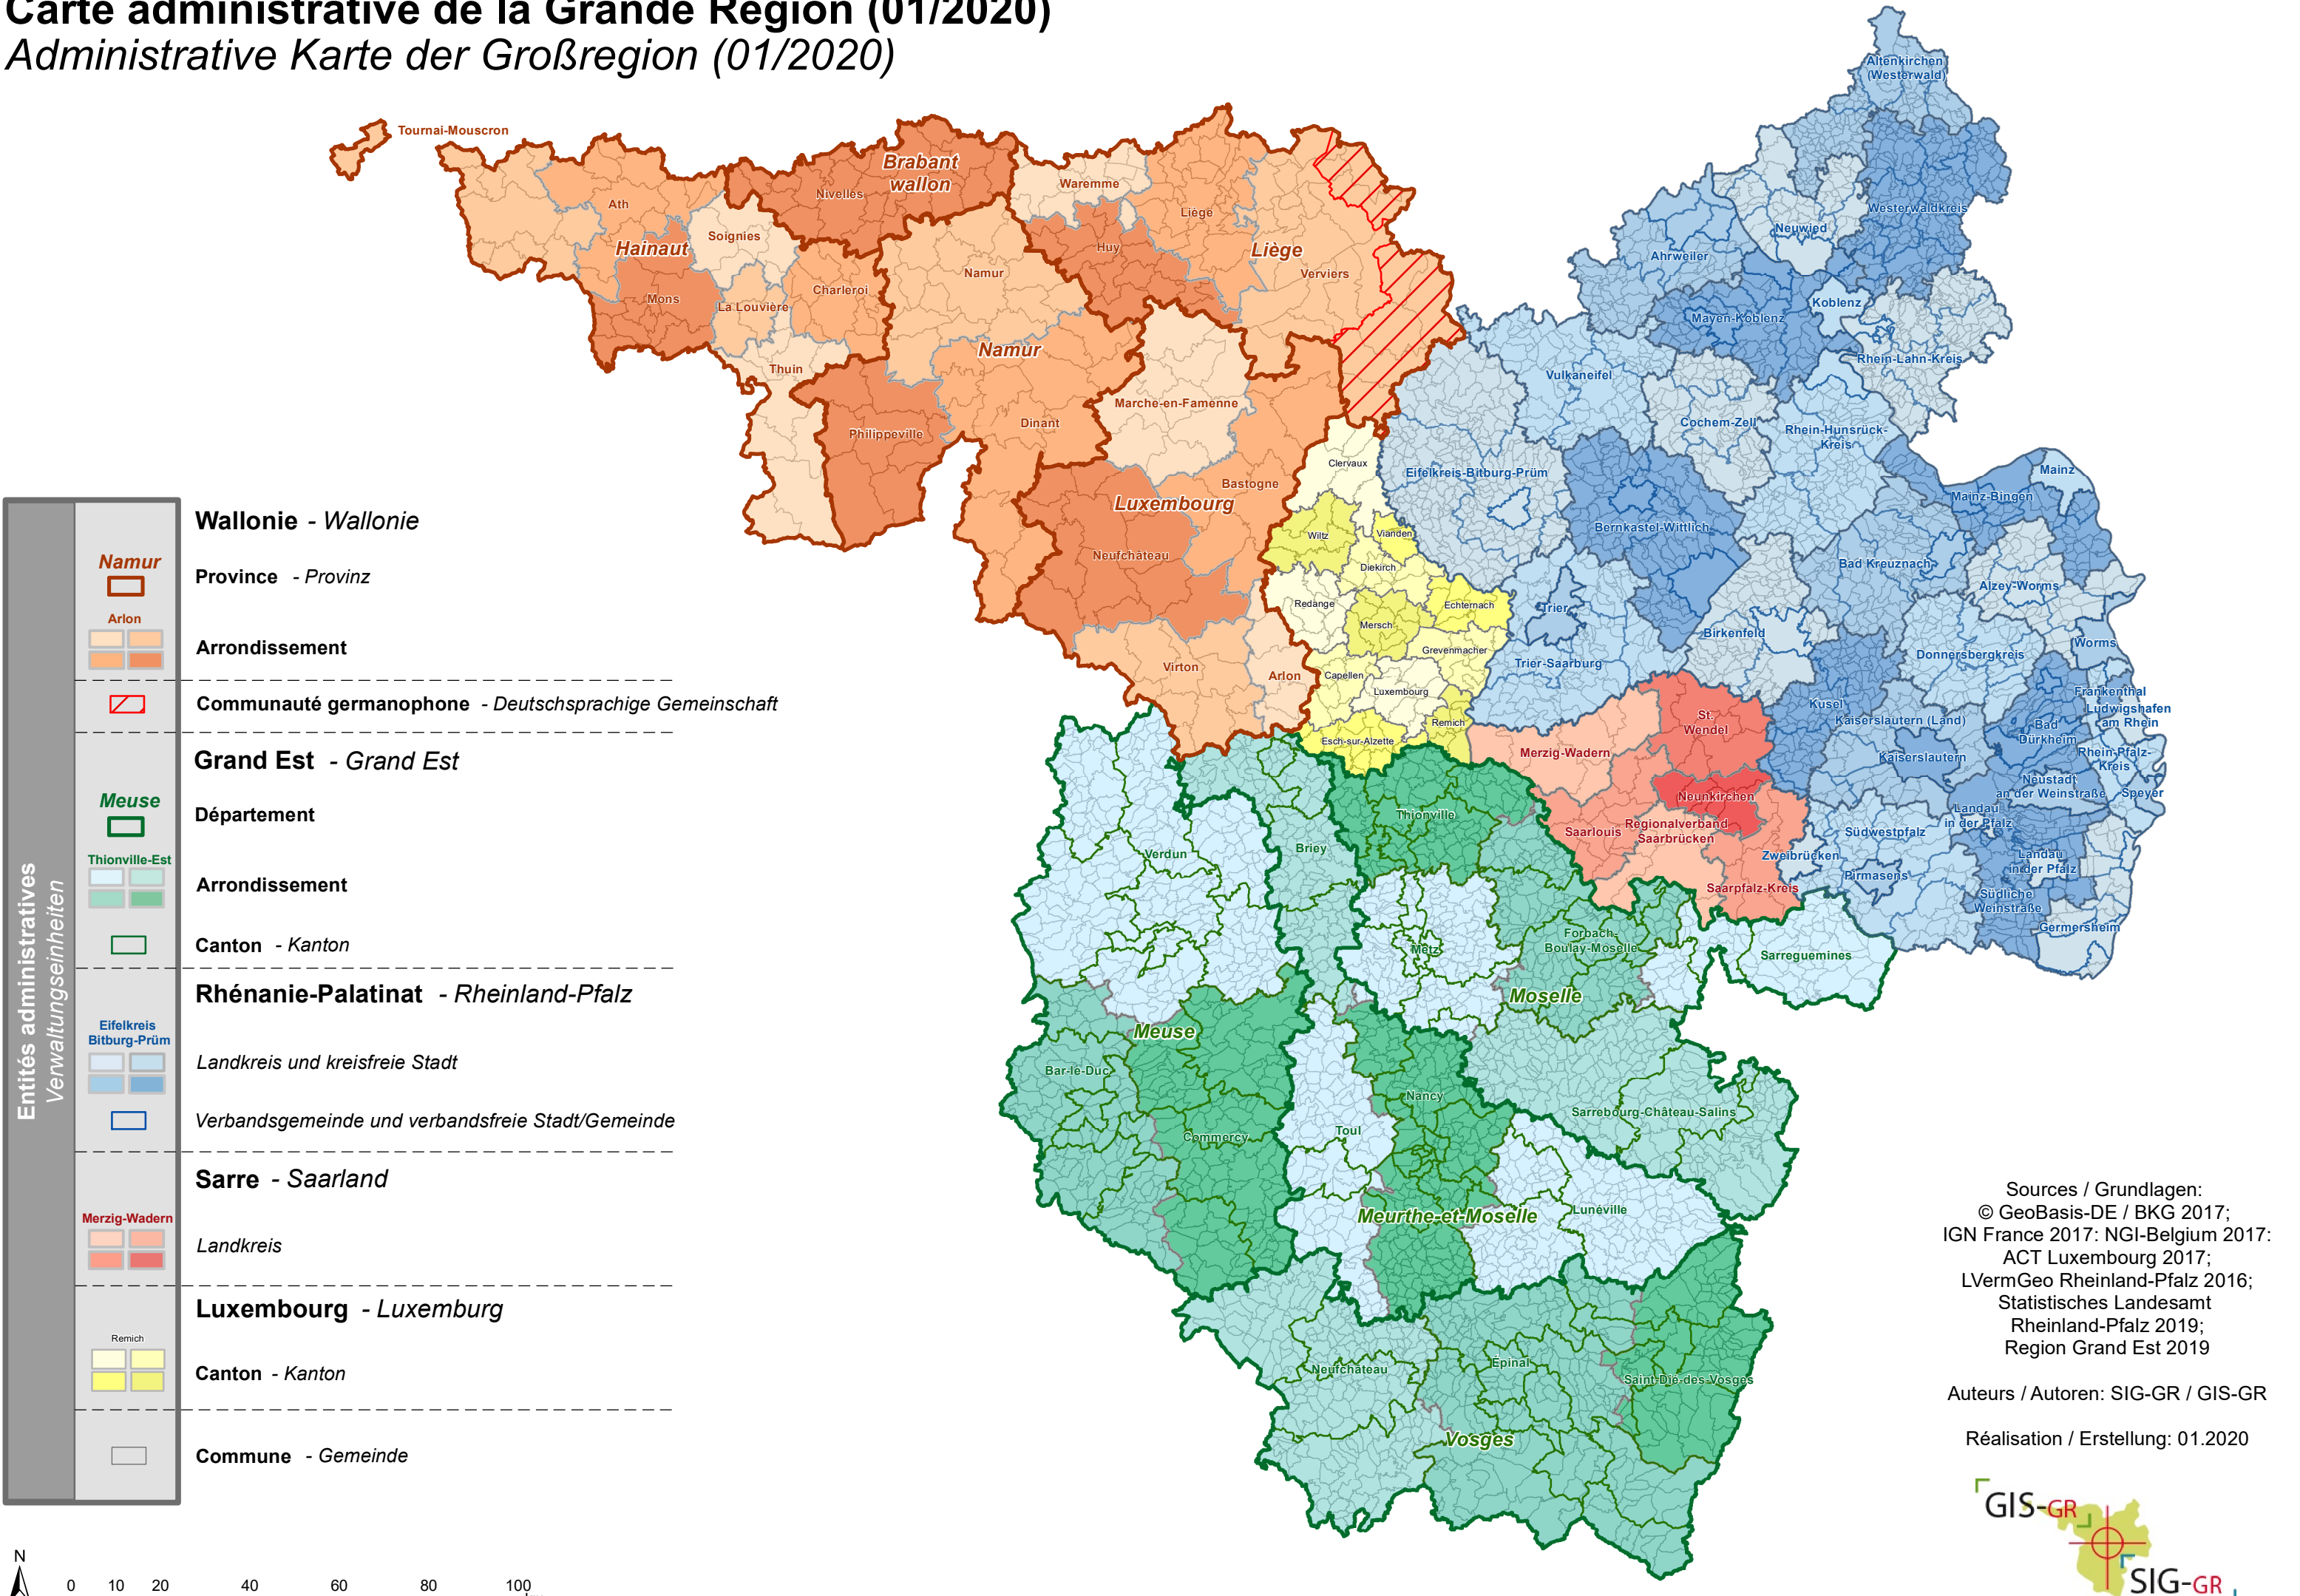 Carte administrative de la Grande Région (01/2020)
Administrative Karte der Großregion (01/2020)
Tournai-Mouscron
Ath
Hainaut
Soignies
Mons
La Louvière
Charleroi
Thuin
Nivelles
Brabant
wallon
Waremme
Liège
Huy
Liège
Verviers
Namur
Namur
Dinant
Philippeville
Marche-en-Famenne
Bastogne
Luxembourg
Neufchâteau
Virton
Arlon
Clervaux
Wiltz
Vianden
Diekirch
Redange
Mersch
Echternach
Grevenmacher
Capellen
Luxembourg
Remich
Esch-sur-Alzette
Altenkirchen
(Westerwald)
Westerwaldkreis
Neuwied
Ahrweiler
Mayen-Koblenz
Koblenz
Rhein-Lahn-Kreis
Vulkaneifel
Cochem-Zell
Rhein-Hunsrück-
Kreis
Eifelkreis-Bitburg-Prüm
Bernkastel-Wittlich
Mainz
Mainz-Bingen
Bad Kreuznach
Alzey-Worms
Trier
Trier-Saarburg
Birkenfeld
Worms
Donnersbergkreis
Kusel
Kaiserslautern (Land)
Kaiserslautern
Frankenthal
Ludwigshafen
am Rhein
Bad
Dürkheim
Rhein-Pfalz-
Kreis
Neustadt
an der Weinstraße
Speyer
Landau
in der Pfalz
Südwestpfalz
Zweibrücken
Pirmasens
Landau
in der Pfalz
Südliche
Weinstraße
Germersheim
Merzig-Wadern
St.
Wendel
Neunkirchen
Saarlouis
Regionalverband
Saarbrücken
Saarpfalz-Kreis
Thionville
Briey
Verdun
Metz
Forbach-
Boulay-Moselle
Sarreguemines
Moselle
Meuse
Bar-le-Duc
Commercy
Toul
Nancy
Sarrebourg-Château-Salins
Meurthe-et-Moselle
Lunéville
Neufchâteau
Épinal
Saint-Dié-des-Vosges
Vosges
Entités administratives
Verwaltungseinheiten
Wallonie - Wallonie
Namur
Province - Provinz
Arlon
Arrondissement
Communauté germanophone - Deutschsprachige Gemeinschaft
Grand Est - Grand Est
Meuse
Département
Thionville-Est
Arrondissement
Canton - Kanton
Rhénanie-Palatinat - Rheinland-Pfalz
Eifelkreis
Bitburg-Prüm
Landkreis und kreisfreie Stadt
Verbandsgemeinde und verbandsfreie Stadt/Gemeinde
Sarre - Saarland
Merzig-Wadern
Landkreis
Luxembourg - Luxemburg
Remich
Canton - Kanton
Commune - Gemeinde
N
0 10 20 40 60 80 100
Sources / Grundlagen:
© GeoBasis-DE / BKG 2017;
IGN France 2017: NGI-Belgium 2017:
ACT Luxembourg 2017;
LVermGeo Rheinland-Pfalz 2016;
Statistisches Landesamt
Rheinland-Pfalz 2019;
Region Grand Est 2019
Auteurs / Autoren: SIG-GR / GIS-GR
Réalisation / Erstellung: 01.2020
GIS-GR
SIG-GR